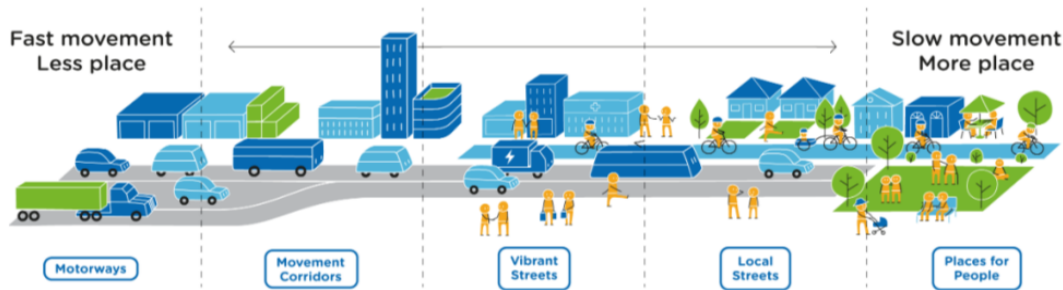 Fast movement
Less place
Slow movement
More place
Motorways
Movement
Corridors
Vibrant
Streets
Local
Streets
Places for
People